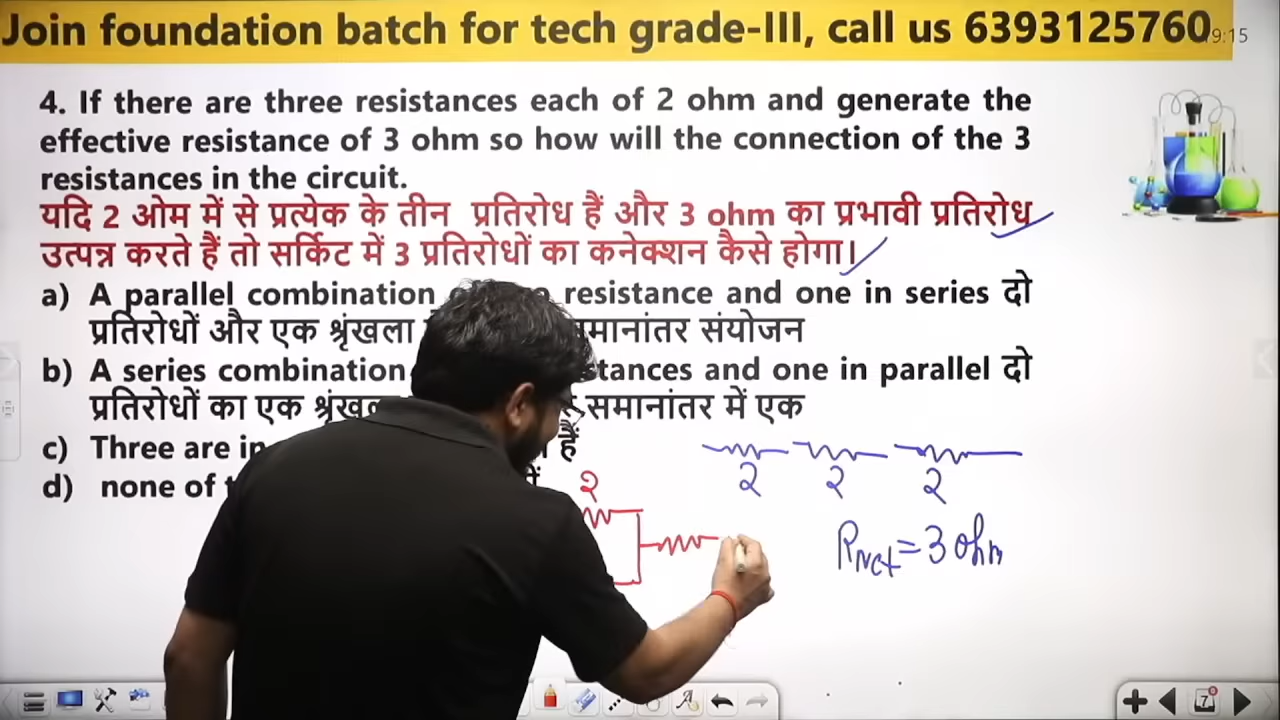 Join foundation batch for tech grade-III, call us 6393125760
9:15
4. If there are three resistances each of 2 ohm and generate the
effective resistance of 3 ohm so how will the connection of the 3
resistances in the circuit.
यदि 2 ओम में से प्रत्येक के तीन प्रतिरोध हैं और 3 ohm का प्रभावी प्रतिरोध
उत्पन्न करते हैं तो सर्किट में 3 प्रतिरोधों का कनेक्शन कैसे होगा।
a) A parallel combination resistance and one in series दो
प्रतिरोधों और एक श्रृंखला समानांतर संयोजन
b) A series combination and one in parallel दो
प्रतिरोधों का एक समानांतर में एक
c) Three are in हैं
d) none of
2 2 2
2
Rnet = 3 ohm
7